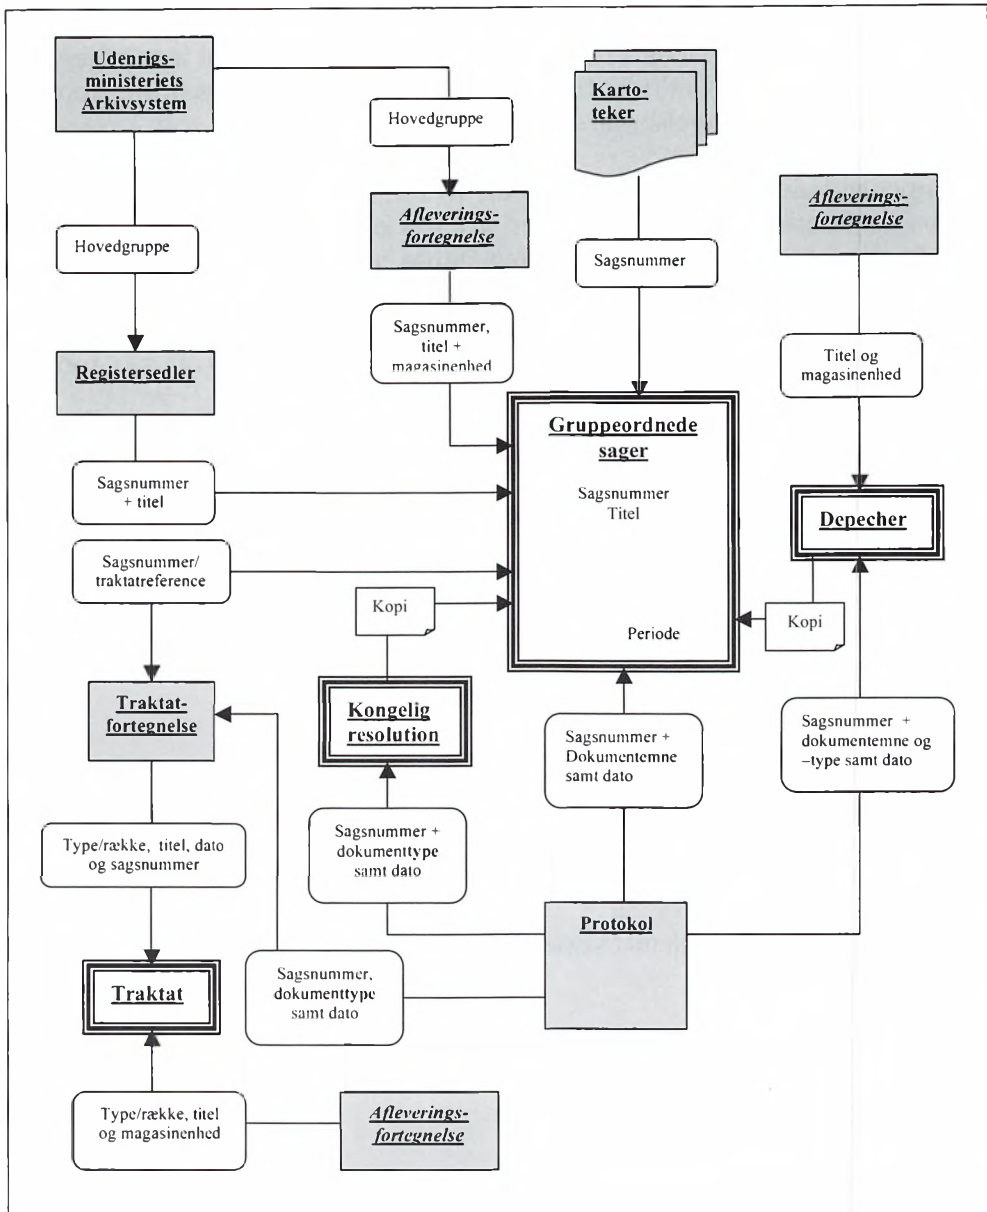 Udenrigs-
ministeriets
Arkivsystem
Hovedgruppe
Karto-
teker
Afleverings-
fortegnelse
Afleverings-
fortegnelse
Hovedgruppe
Sagsnummer
Sagsnummer,
titel +
magasinenhed
Titel og
magasinenhed
Registersedler
Gruppeordnede
sager
Sagsnummer
Titel
Periode
Sagsnummer
+ titel
Depecher
Sagsnummer/
traktatreference
Kopi
Kopi
Traktat-
fortegnelse
Kongelig
resolution
Sagsnummer +
Dokumentemne
samt dato
Sagsnummer +
dokumentemne og
–type samt dato
Type/række, titel, dato
og sagsnummer
Sagsnummer +
dokumenttype
samt dato
Protokol
Traktat
Sagsnummer,
dokumenttype
samt dato
Type/række, titel
og magasinenhed
Afleverings-
fortegnelse